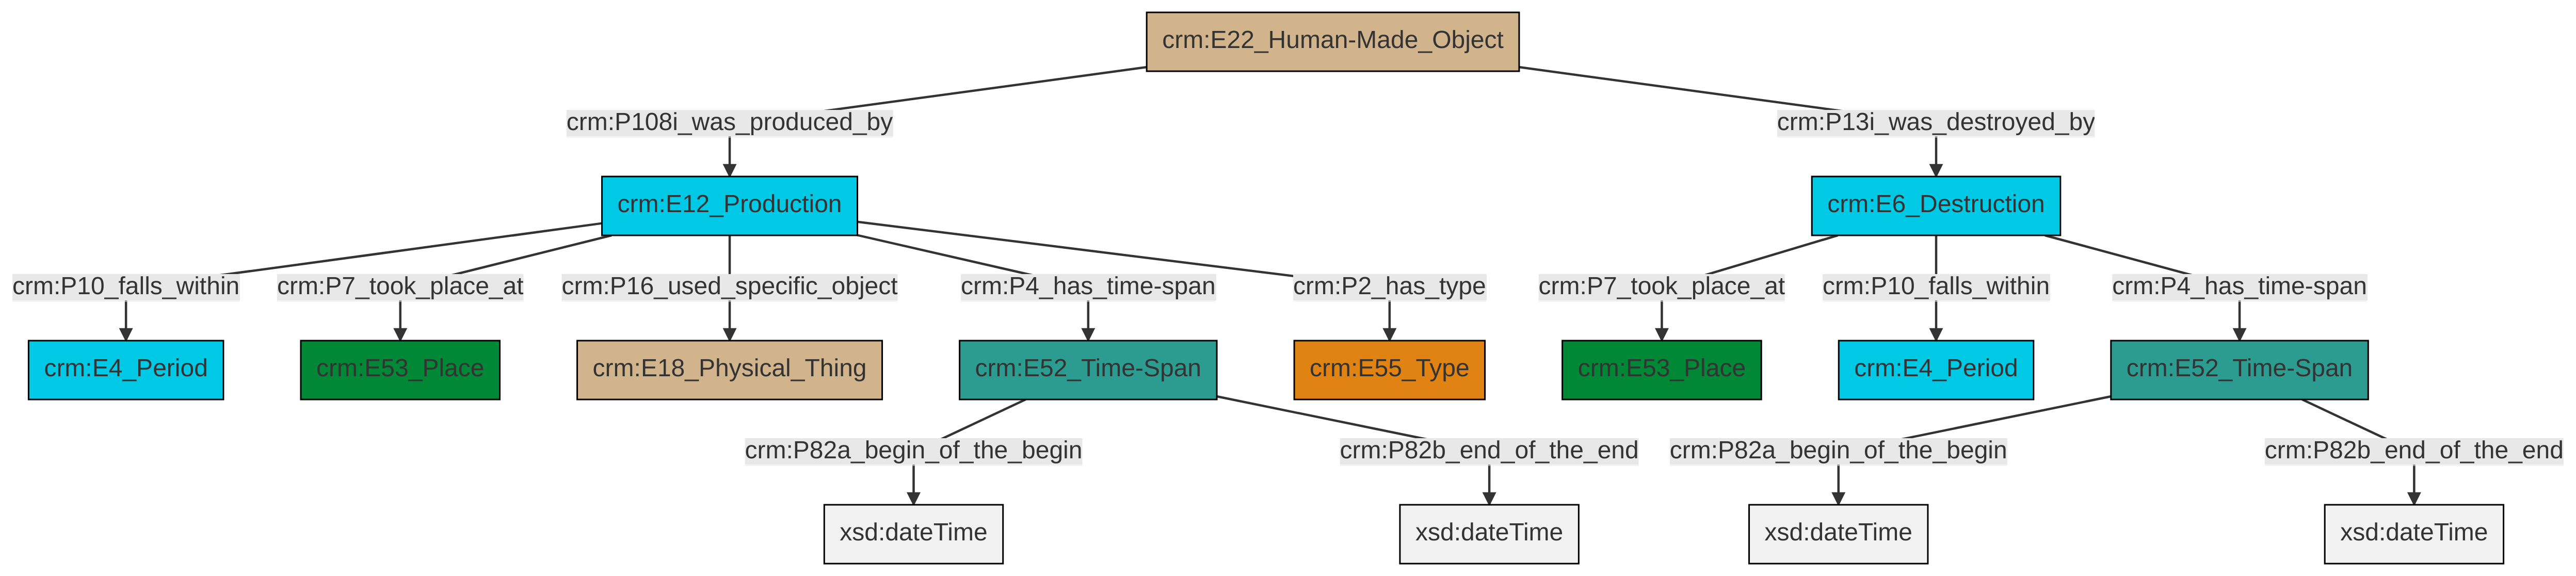 crm:E22_Human-Made_Object
crm:P108i_was_produced_by
crm:P13i_was_destroyed_by
crm:E12_Production
crm:E6_Destruction
crm:P10_falls_within
crm:P7_took_place_at
crm:P16_used_specific_object
crm:P4_has_time-span
crm:P2_has_type
crm:P7_took_place_at
crm:P10_falls_within
crm:P4_has_time-span
crm:E4_Period
crm:E53_Place
crm:E18_Physical_Thing
crm:E52_Time-Span
crm:E55_Type
crm:E53_Place
crm:E4_Period
crm:E52_Time-Span
crm:P82a_begin_of_the_begin
crm:P82b_end_of_the_end
crm:P82a_begin_of_the_begin
crm:P82b_end_of_the_end
xsd:dateTime
xsd:dateTime
xsd:dateTime
xsd:dateTime